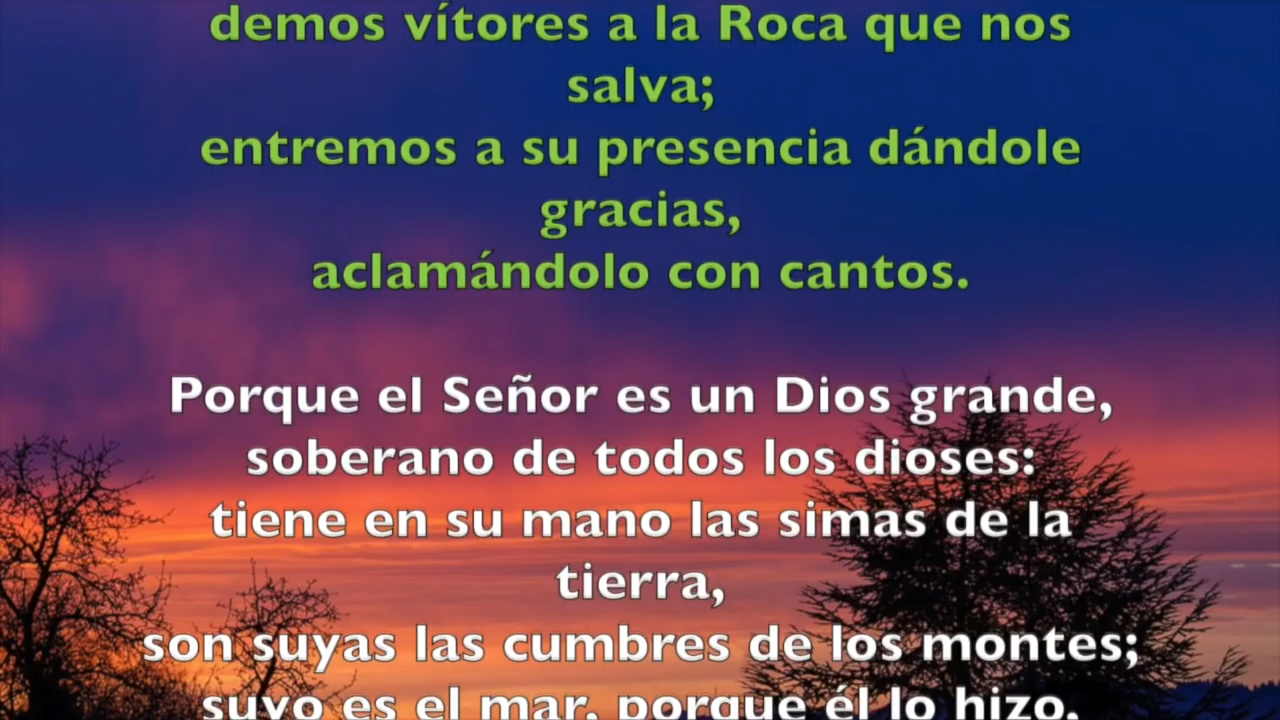 demos vítores a la Roca que nos
salva;
entremos a su presencia dándole
gracias,
aclamándolo con cantos.
Porque el Señor es un Dios grande,
soberano de todos los dioses:
tiene en su mano las simas de la
tierra,
son suyas las cumbres de los montes;
suyo es el mar, porque él lo hizo,